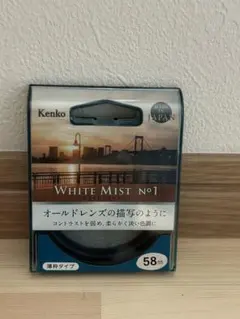 Kenko
JAPAN
WHITE MIST No1
オールドレンズの描写のように
コントラストを弱め、柔らかく淡い色調に
薄枠タイプ
58mm